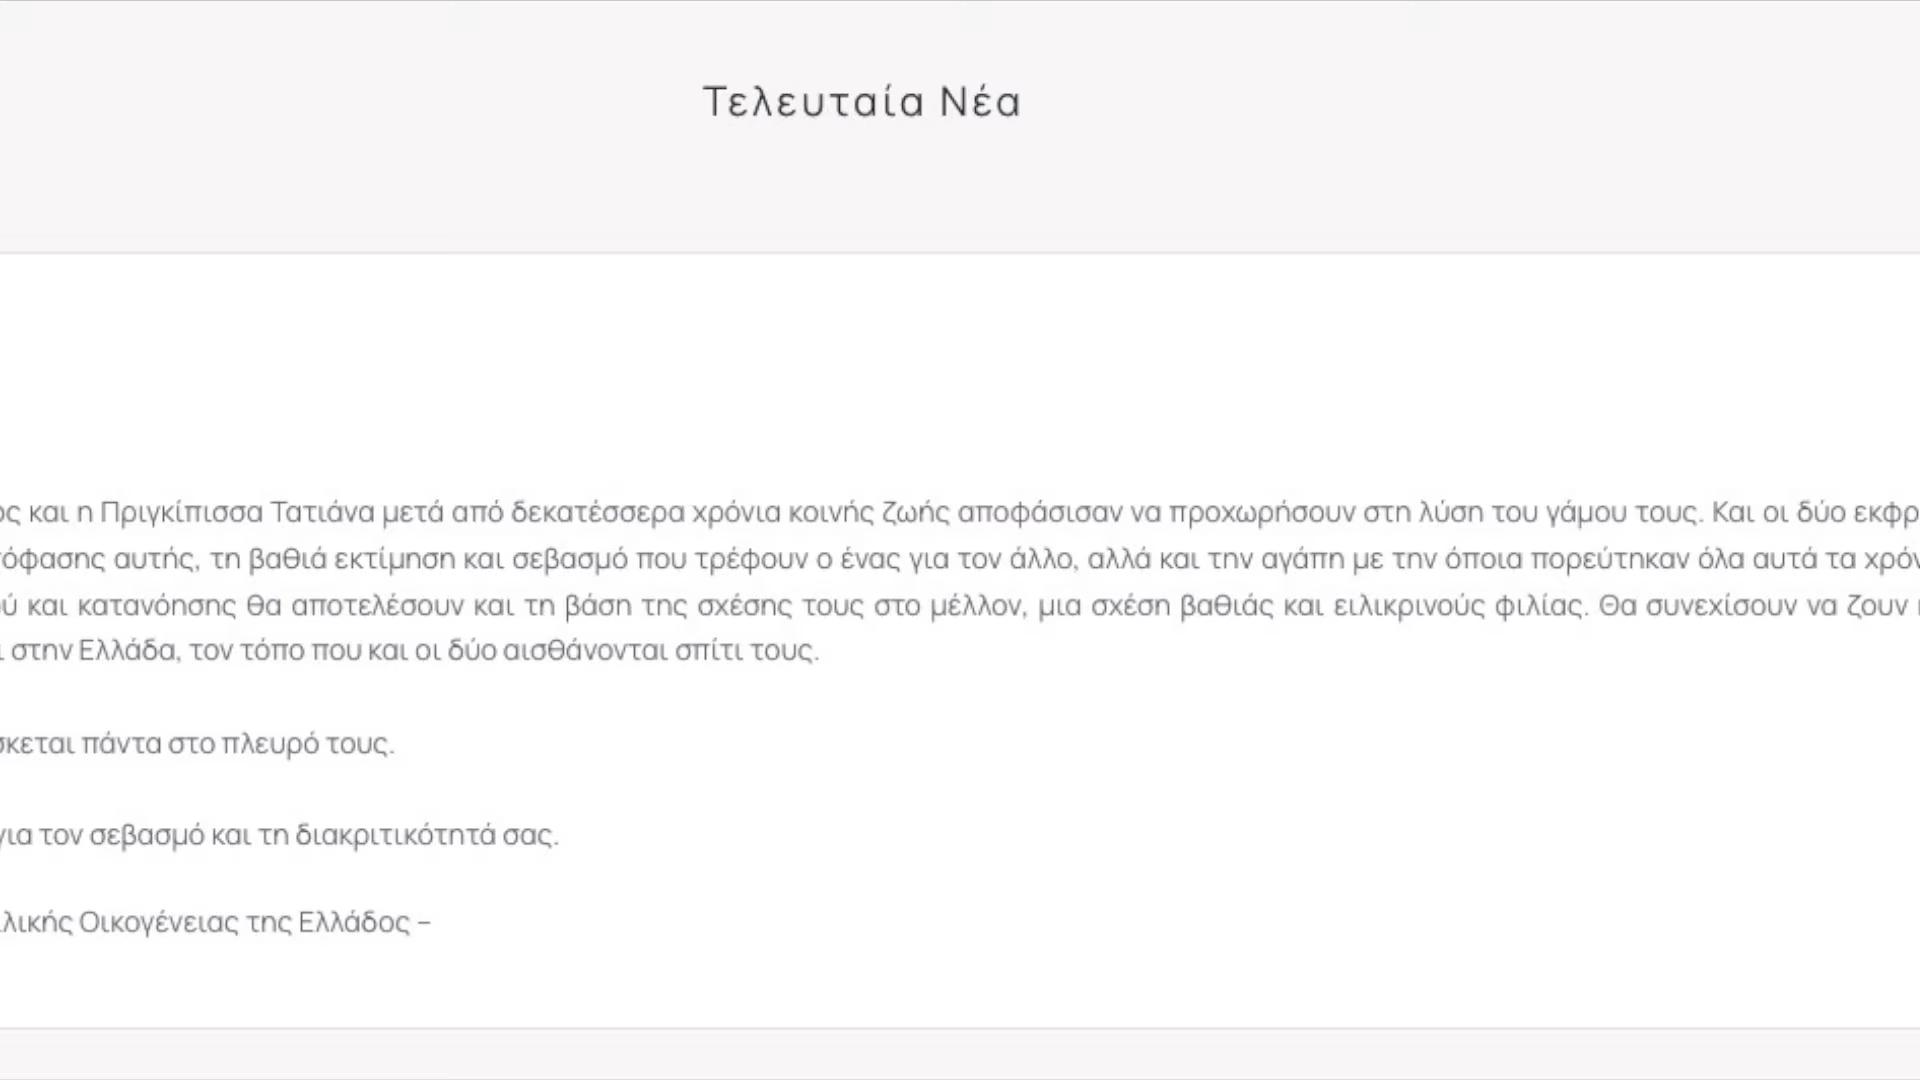 Τελευταία Νέα
ος και η Πριγκίπισσα Τατιάνα μετά από δεκατέσσερα χρόνια κοινής ζωής αποφάσισαν να προχωρήσουν στη λύση του γάμου τους. Και οι δύο εκφρ
τόφασης αυτής, τη βαθιά εκτίμηση και σεβασμό που τρέφουν ο ένας για τον άλλο, αλλά και την αγάπη με την όποια πορεύτηκαν όλα αυτά τα χρόν
ού και κατανόησης θα αποτελέσουν και τη βάση της σχέσης τους στο μέλλον, μια σχέση βαθιάς και ειλικρινούς φιλίας. Θα συνεχίσουν να ζουν
ι στην Ελλάδα, τον τόπο που και οι δύο αισθάνονται σπίτι τους.
σκεται πάντα στο πλευρό τους.
για τον σεβασμό και τη διακριτικότητά σας.
ιλικής Οικογένειας της Ελλάδος –